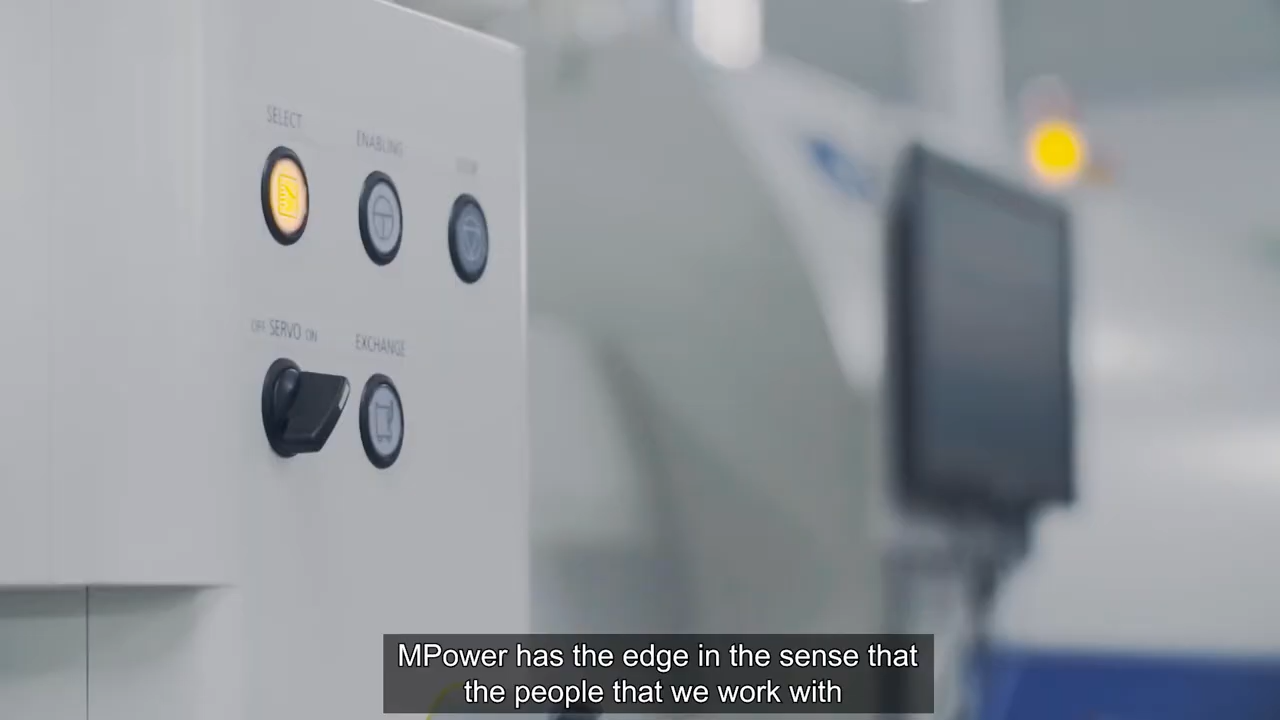 SELECT
ENABLING
OFF SERVO ON
EXCHANGE
MPower has the edge in the sense that
the people that we work with